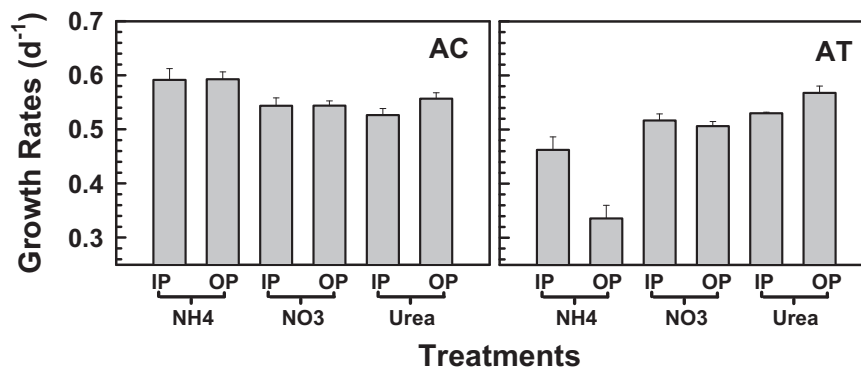 0.7
0.6
0.5
0.4
0.3
Growth Rates (d⁻¹)
AC
AT
IP OP IP OP IP OP
NH4 NO3 Urea
IP OP IP OP IP OP
NH4 NO3 Urea
Treatments